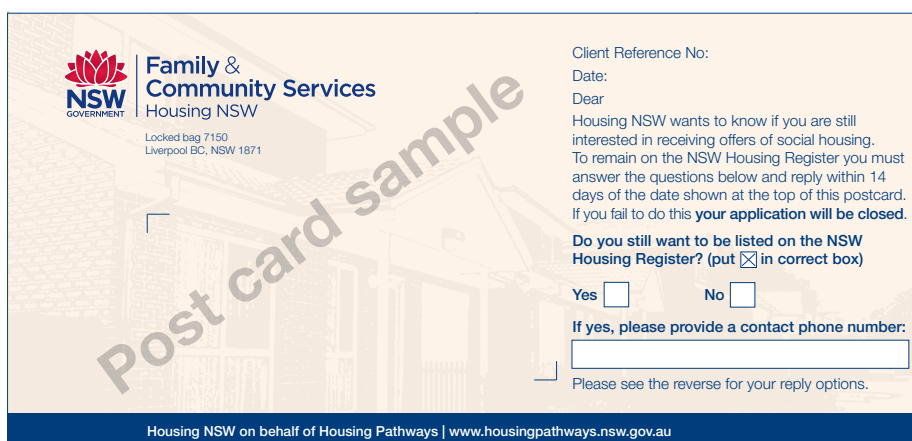 NSW
GOVERNMENT
Family &
Community Services
Housing NSW
Locked bag 7150
Liverpool BC, NSW 1871
Post card sample
Client Reference No:
Date:
Dear
Housing NSW wants to know if you are still
interested in receiving offers of social housing.
To remain on the NSW Housing Register you must
answer the questions below and reply within 14
days of the date shown at the top of this postcard.
If you fail to do this your application will be closed.
Do you still want to be listed on the NSW
Housing Register? (put ☒ in correct box)
Yes No
If yes, please provide a contact phone number:
Please see the reverse for your reply options.
Housing NSW on behalf of Housing Pathways | www.housingpathways.nsw.gov.au